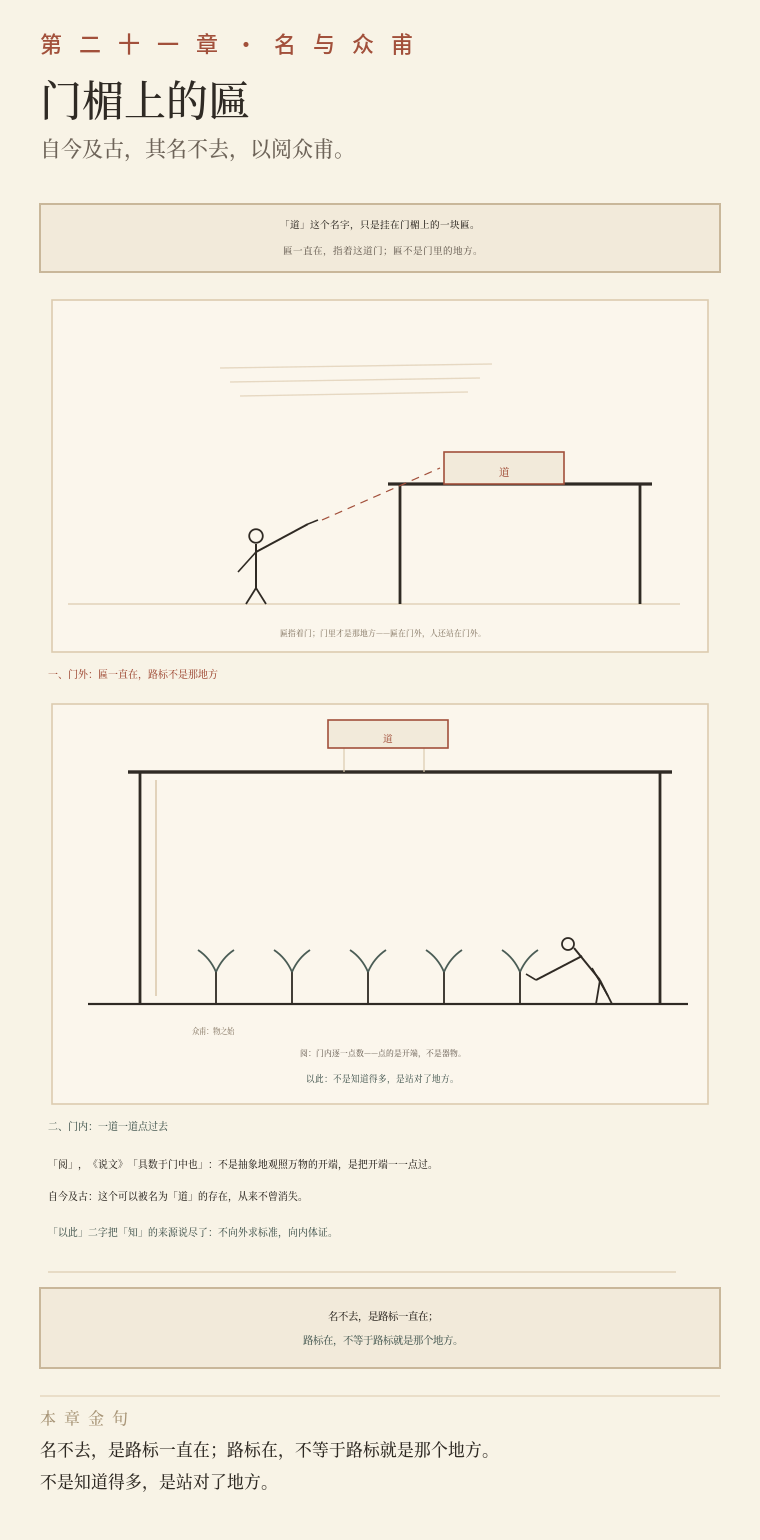 第二十一章·名与众甫
门楣上的匾
自今及古，其名不去，以阅众甫。
「道」这个名字，只是挂在门楣上的一块匾。
匾一直在，指着这道门；匾不是门里的地方。
道
匾指着门；门里才是那地方——匾在门外，人还站在门外。
一、门外：匾一直在，路标不是那地方
道
众甫：物之始
阅：门内逐一点数——点的是开端，不是器物。
以此：不是知道得多，是站对了地方。
二、门内：一道一道点过去
「阅」，《说文》「具数于门中也」：不是抽象地观照万物的开端，是把开端一一点过。
自今及古：这个可以被名为「道」的存在，从来不曾消失。
「以此」二字把「知」的来源说尽了：不向外求标准，向内体证。
名不去，是路标一直在；
路标在，不等于路标就是那个地方。
本章金句
名不去，是路标一直在；路标在，不等于路标就是那个地方。
不是知道得多，是站对了地方。